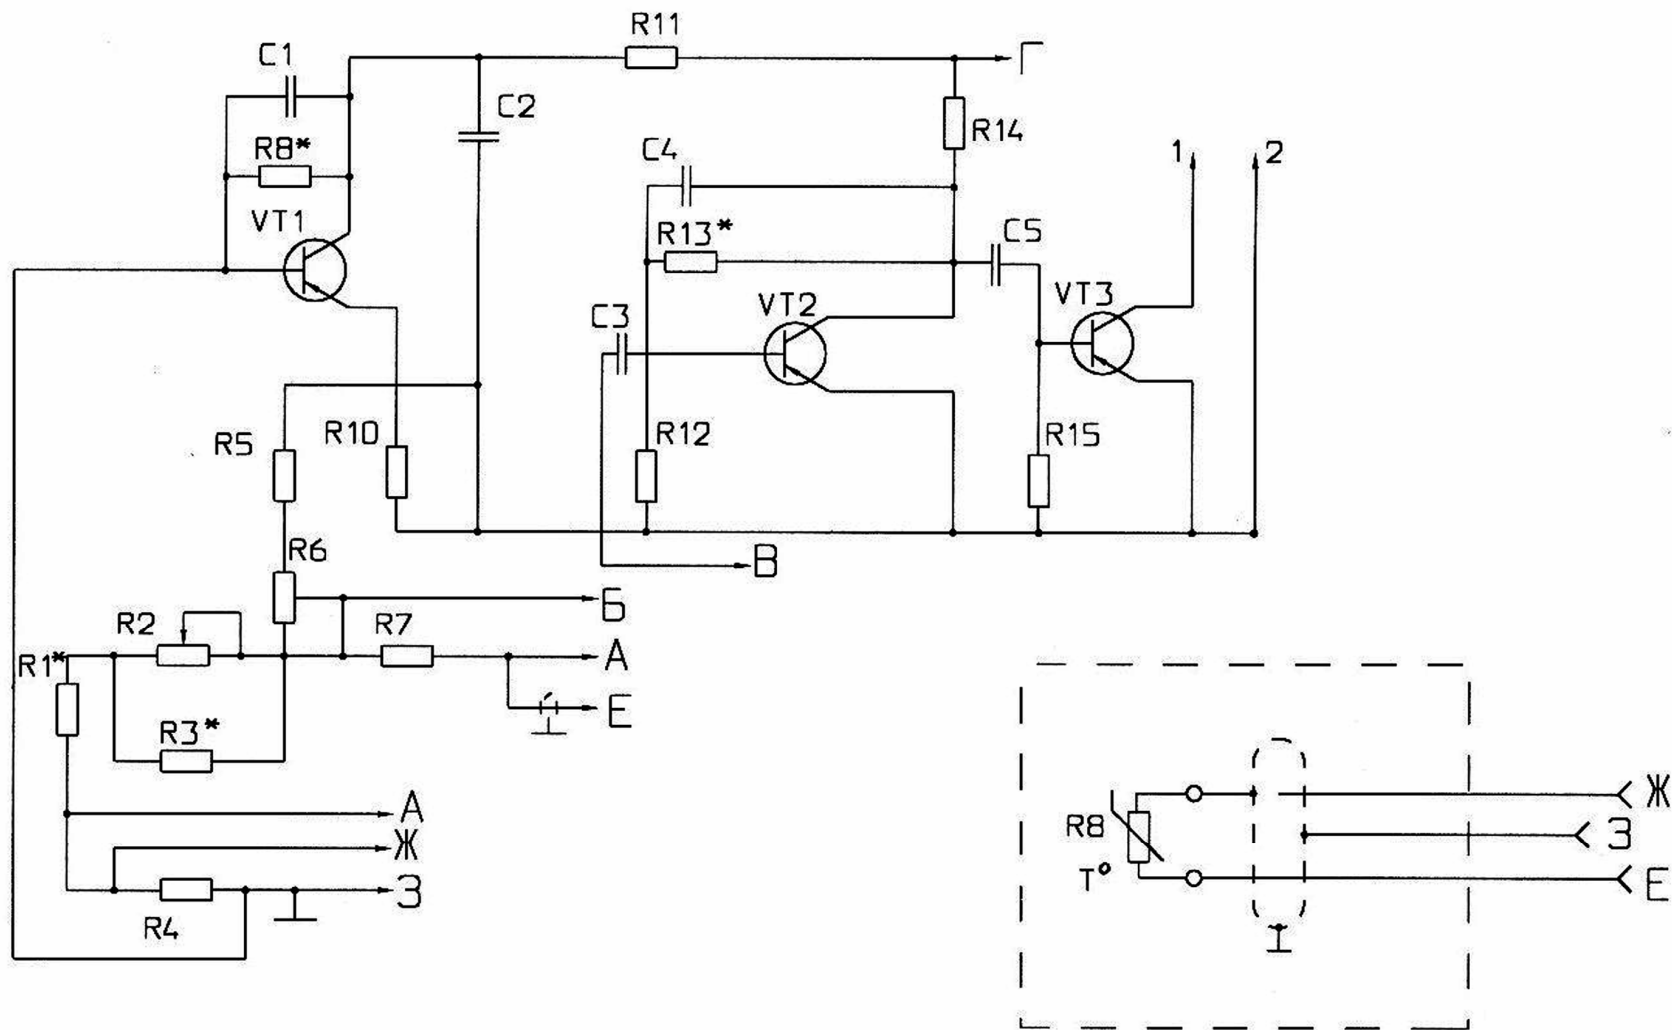 R11
Г
C1
C2
R14
R8*
C4
1
2
VT1
R13*
C5
VT2
VT3
C3
R5
R10
R12
R15
R6
В
Б
R2
R7
А
R1*
Е
R3*
А
Ж
З
R4
Ж
R8
З
T°
Е